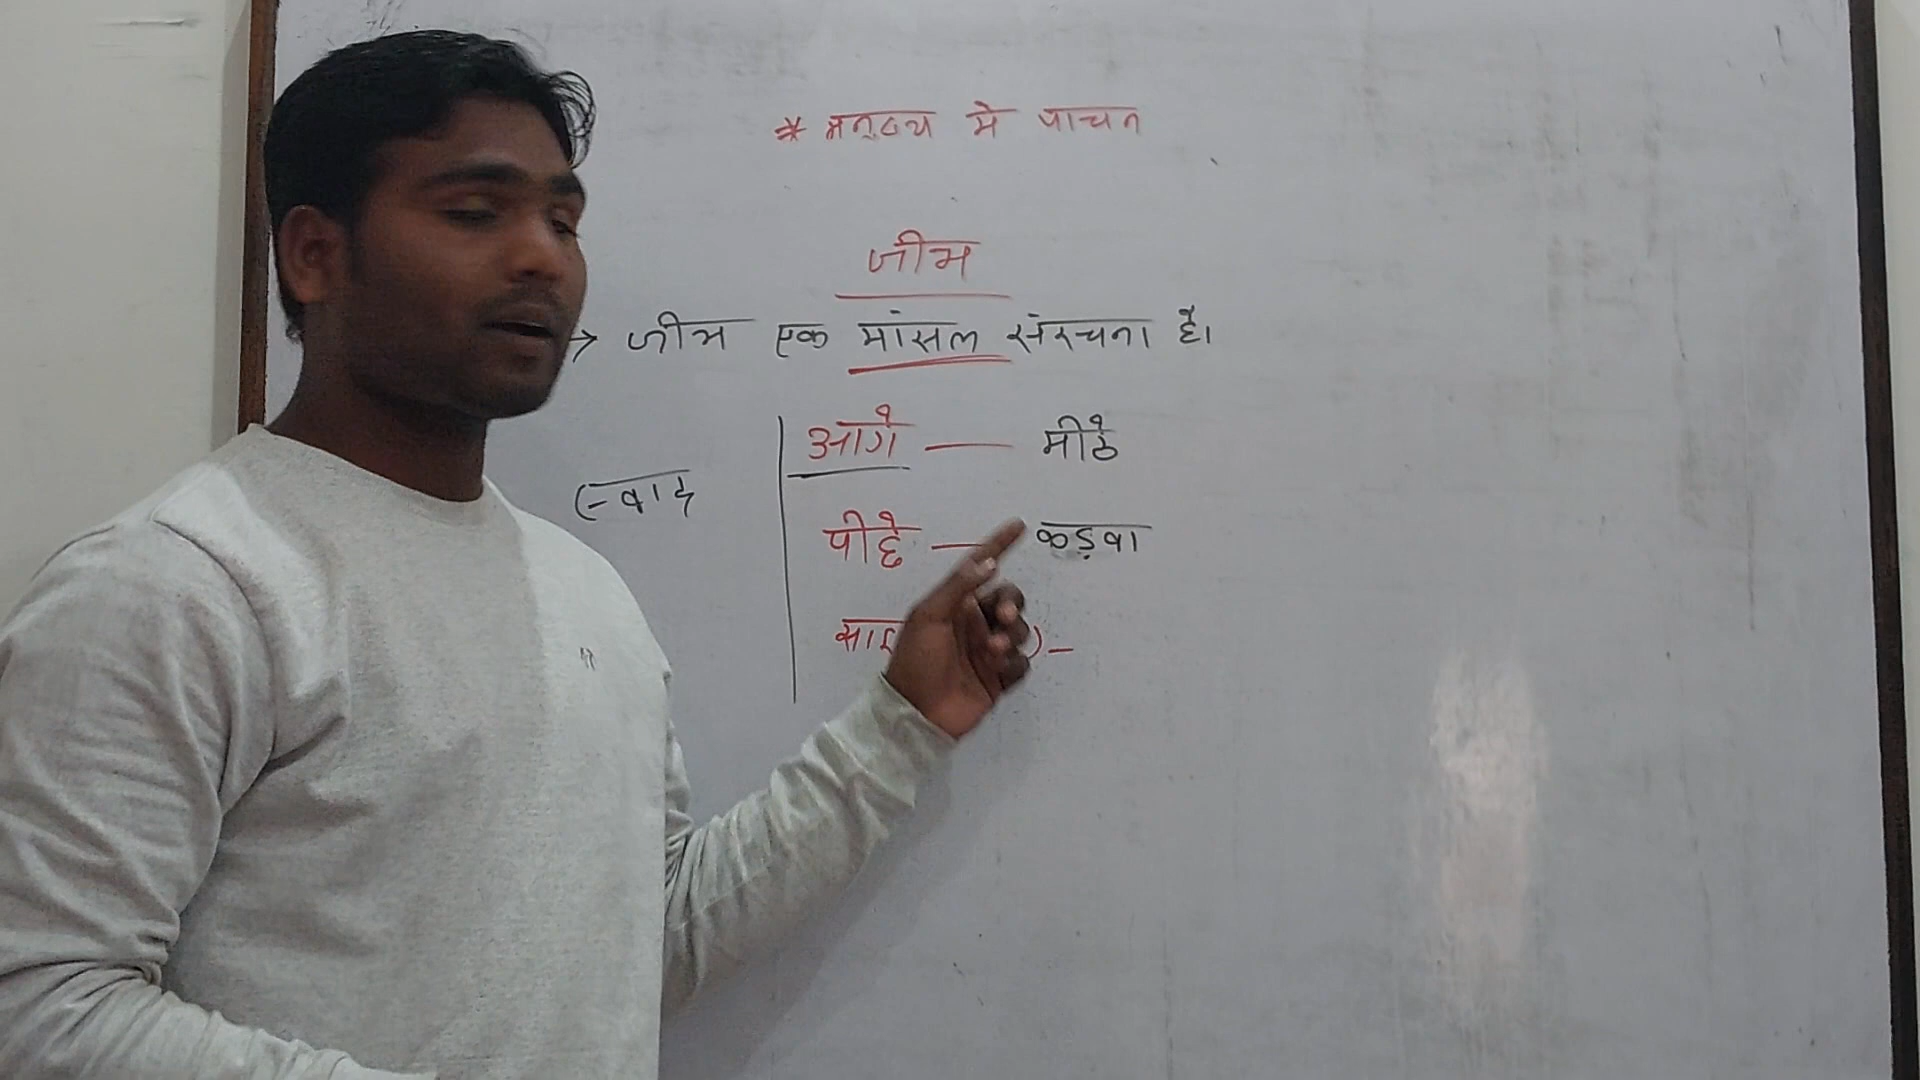 * मनुष्य मे पाचन
जीभ
→ जीभ एक मांसल संरचना है।
आगे — मीठे
स्वाद
पीछे — कड़वा